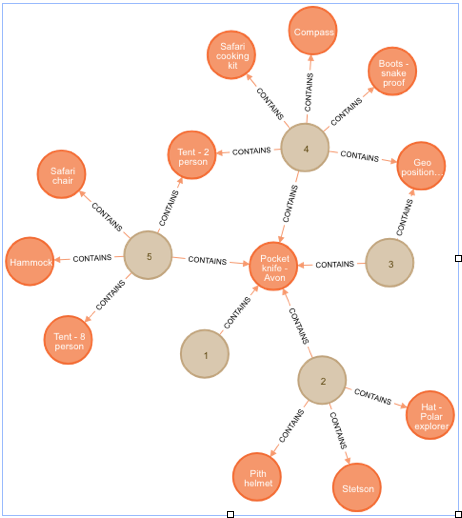 Compass
Safari
cooking
kit
Boots -
snake
proof
CONTAINS
CONTAINS
CONTAINS
Tent - 2
person
CONTAINS
4
CONTAINS
Geo
position...
Safari
chair
CONTAINS
CONTAINS
CONTAINS
CONTAINS
Hammock
CONTAINS
5
CONTAINS
Pocket
knife -
Avon
CONTAINS
3
CONTAINS
Tent - 8
person
CONTAINS
1
CONTAINS
2
CONTAINS
Hat -
Polar
explorer
CONTAINS
CONTAINS
Pith
helmet
Stetson